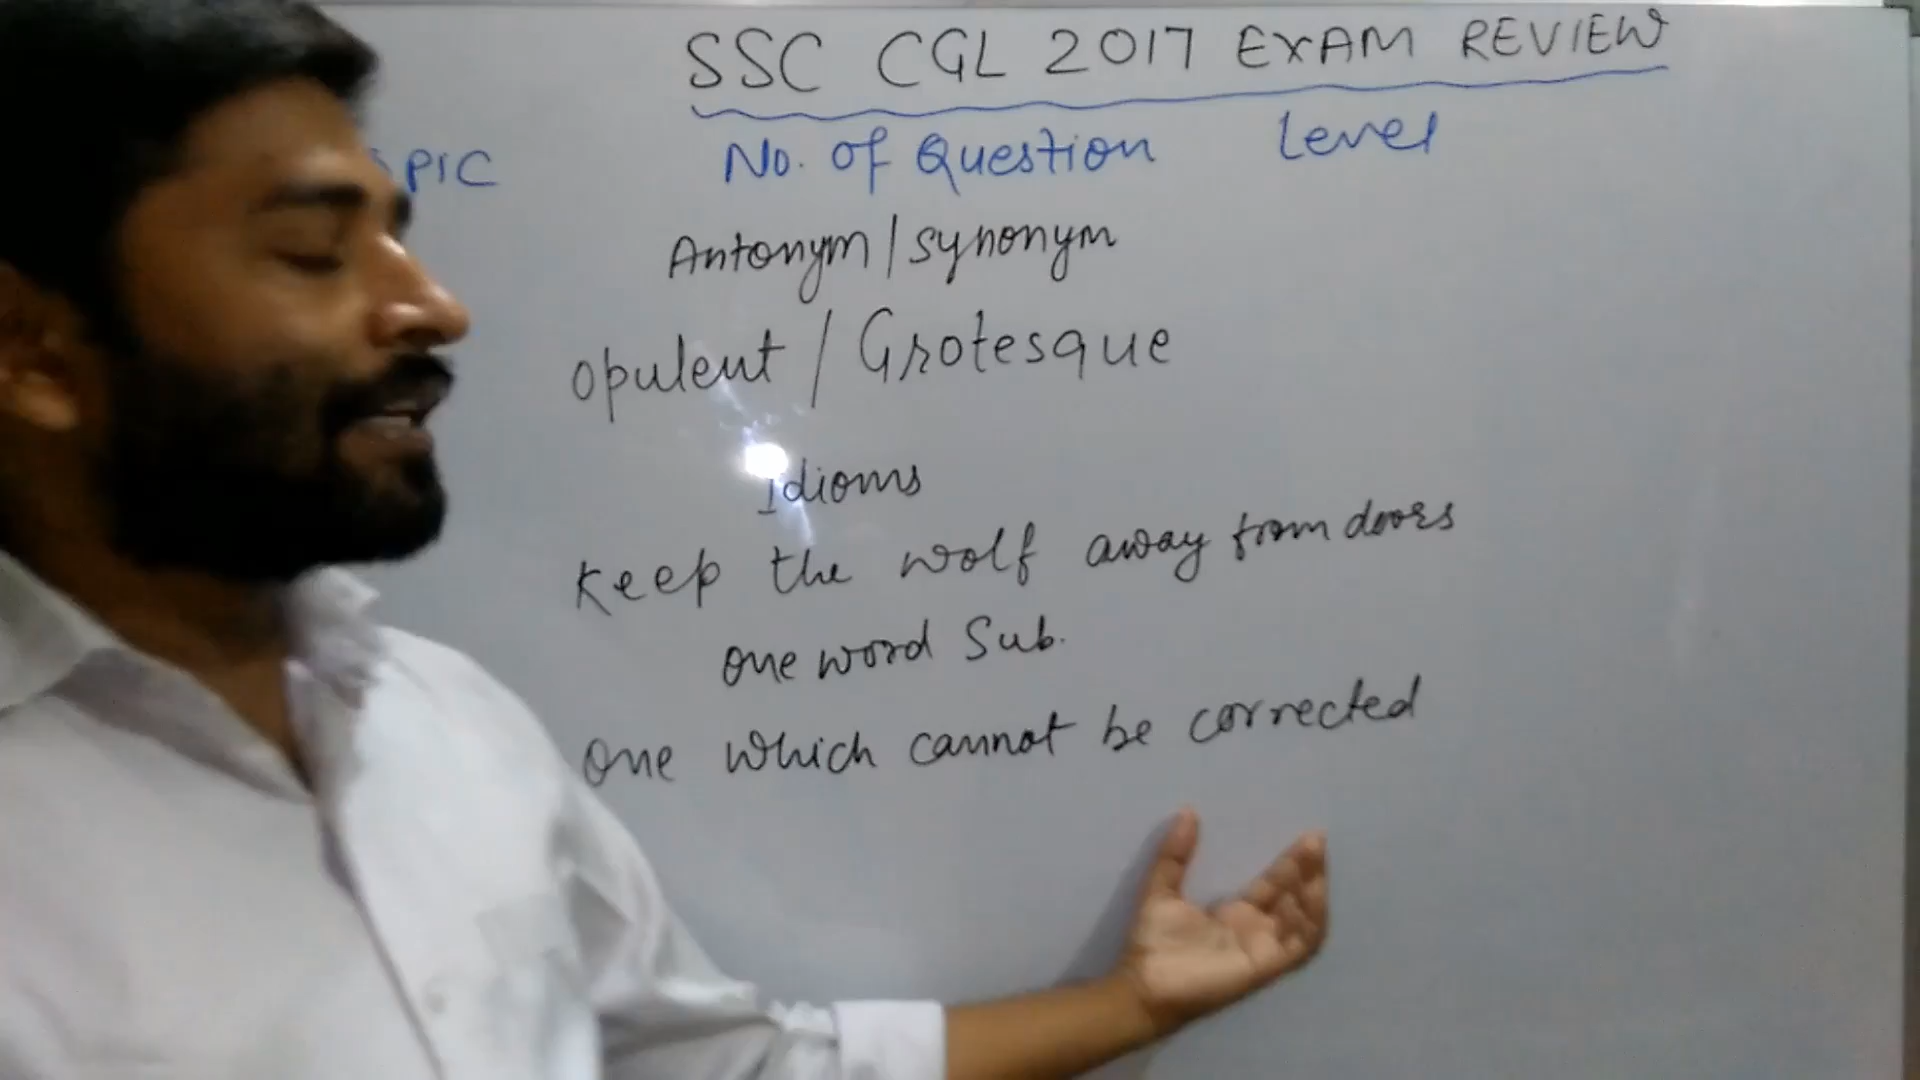 SSC CGL 2017 EXAM REVIEW
PIC No. of Question Level
Antonym/synonym
Opulent / Grotesque
Idioms
Keep the wolf away from doors
one word Sub.
One which cannot be corrected